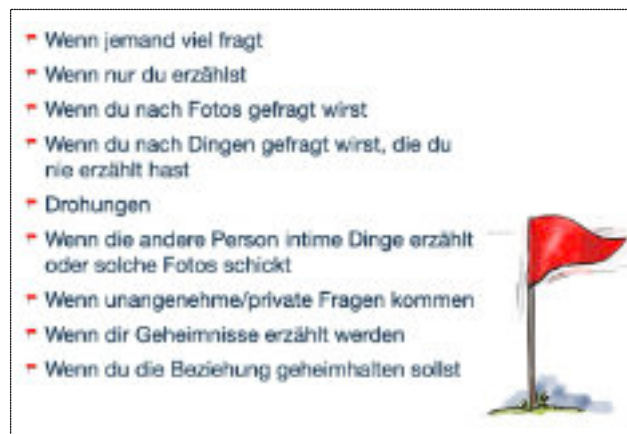 Wenn jemand viel fragt
Wenn nur du erzählst
Wenn du nach Fotos gefragt wirst
Wenn du nach Dingen gefragt wirst, die du
nie erzählt hast
Drohungen
Wenn die andere Person intime Dinge erzählt
oder solche Fotos schickt
Wenn unangenehme/private Fragen kommen
Wenn dir Geheimnisse erzählt werden
Wenn du die Beziehung geheimhalten sollst